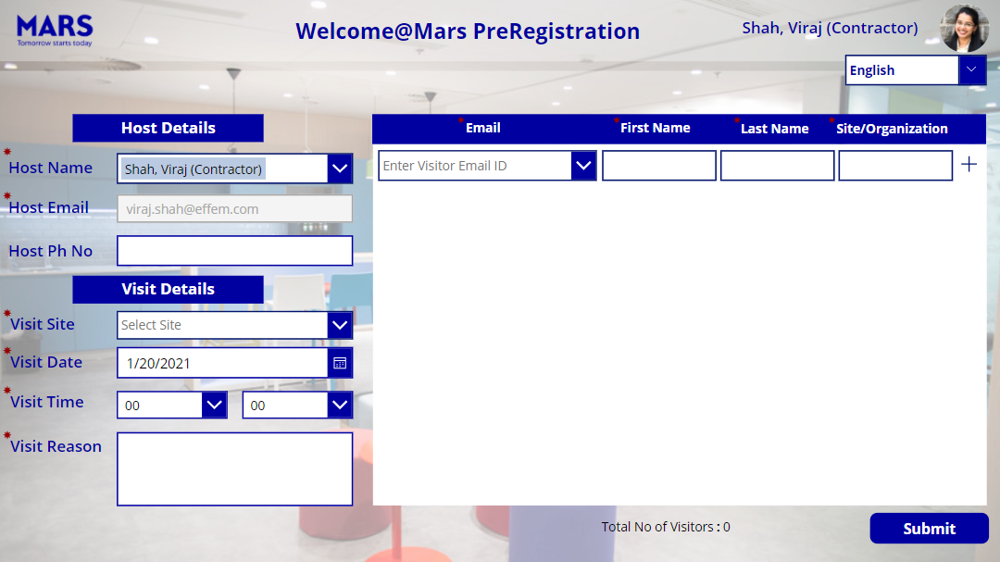 MARS
Tomorrow starts today
Welcome@Mars PreRegistration
Shah, Viraj (Contractor)
English
Host Details
* Host Name
Shah, Viraj (Contractor)
* Host Email
viraj.shah@effem.com
Host Ph No
Visit Details
* Visit Site
Select Site
* Visit Date
1/20/2021
* Visit Time
00 00
* Visit Reason
* Email * First Name * Last Name * Site/Organization
Enter Visitor Email ID +
Total No of Visitors : 0
Submit